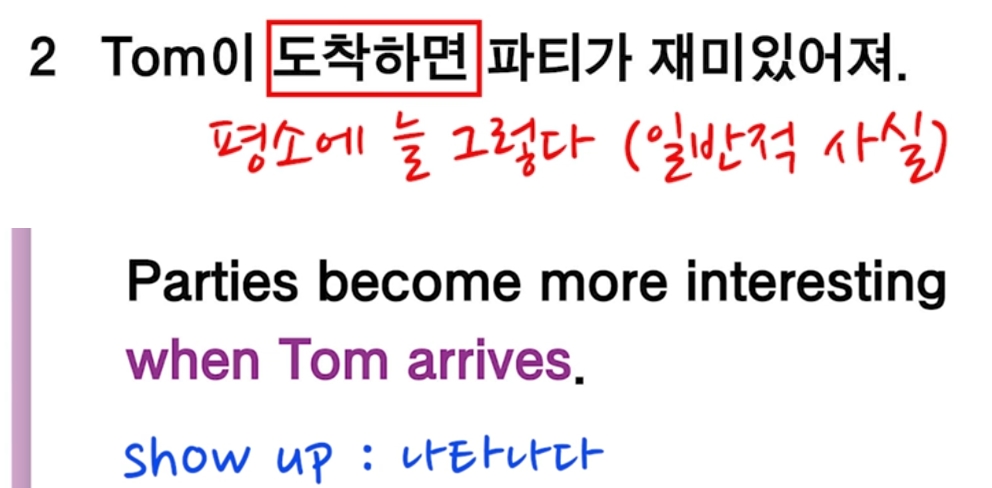 2 Tom이 도착하면 파티가 재미있어져.
평소에 늘 그렇다 (일반적 사실)
Parties become more interesting
when Tom arrives.
show up : 나타나다